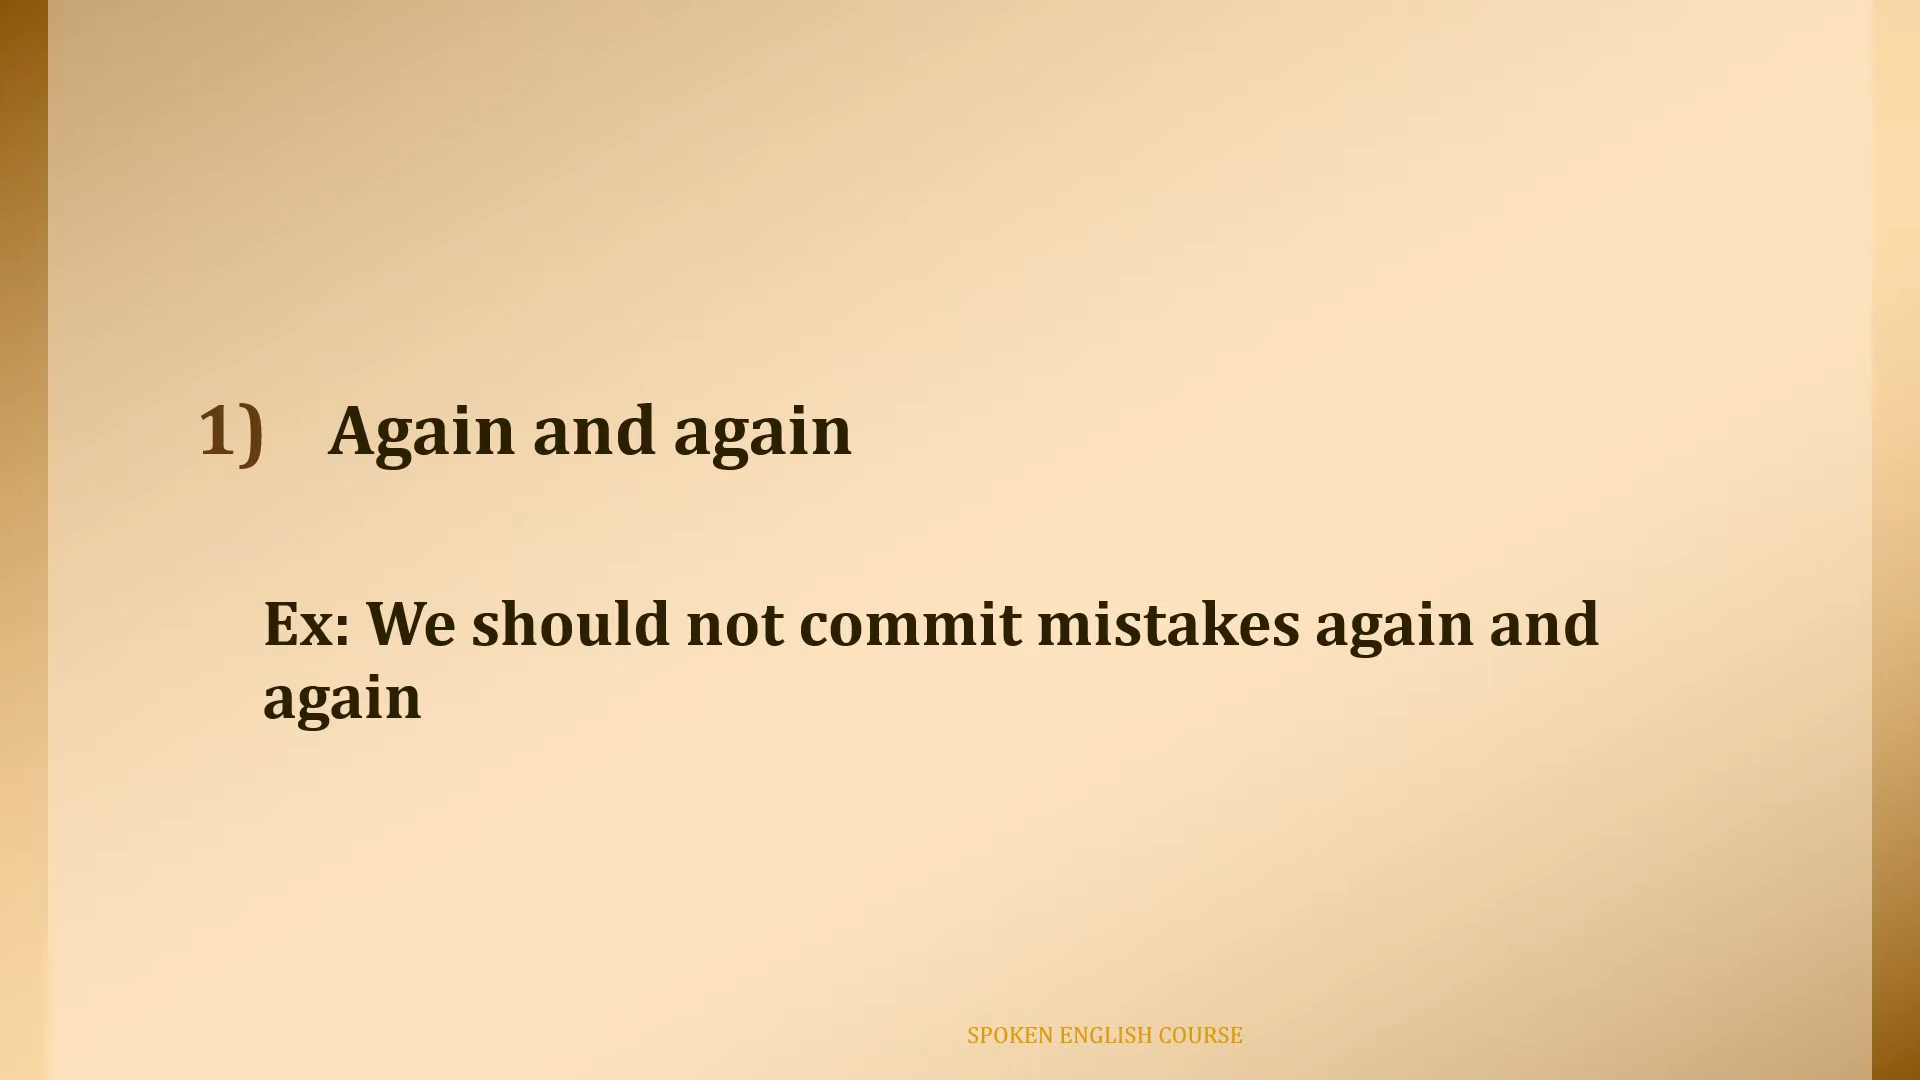 1) Again and again
Ex: We should not commit mistakes again and
again
SPOKEN ENGLISH COURSE